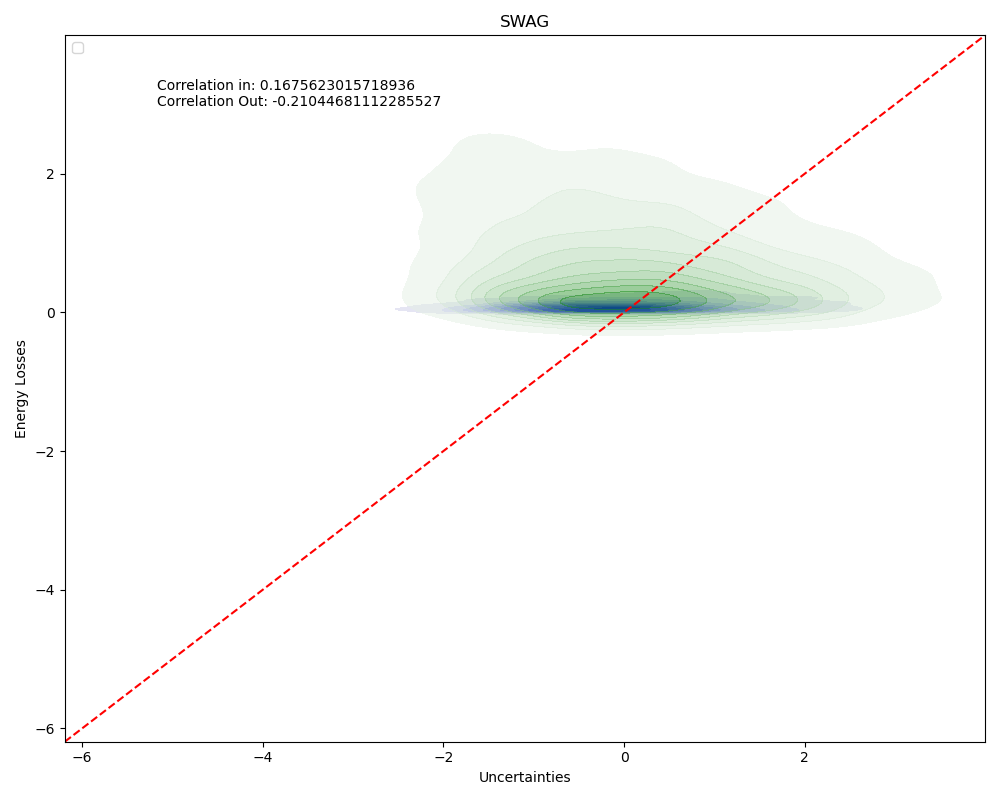 SWAG
Correlation in: 0.1675623015718936
Correlation Out: -0.21044681112285527
2
0
−2
−4
−6
Energy Losses
−6
−4
−2
0
2
Uncertainties